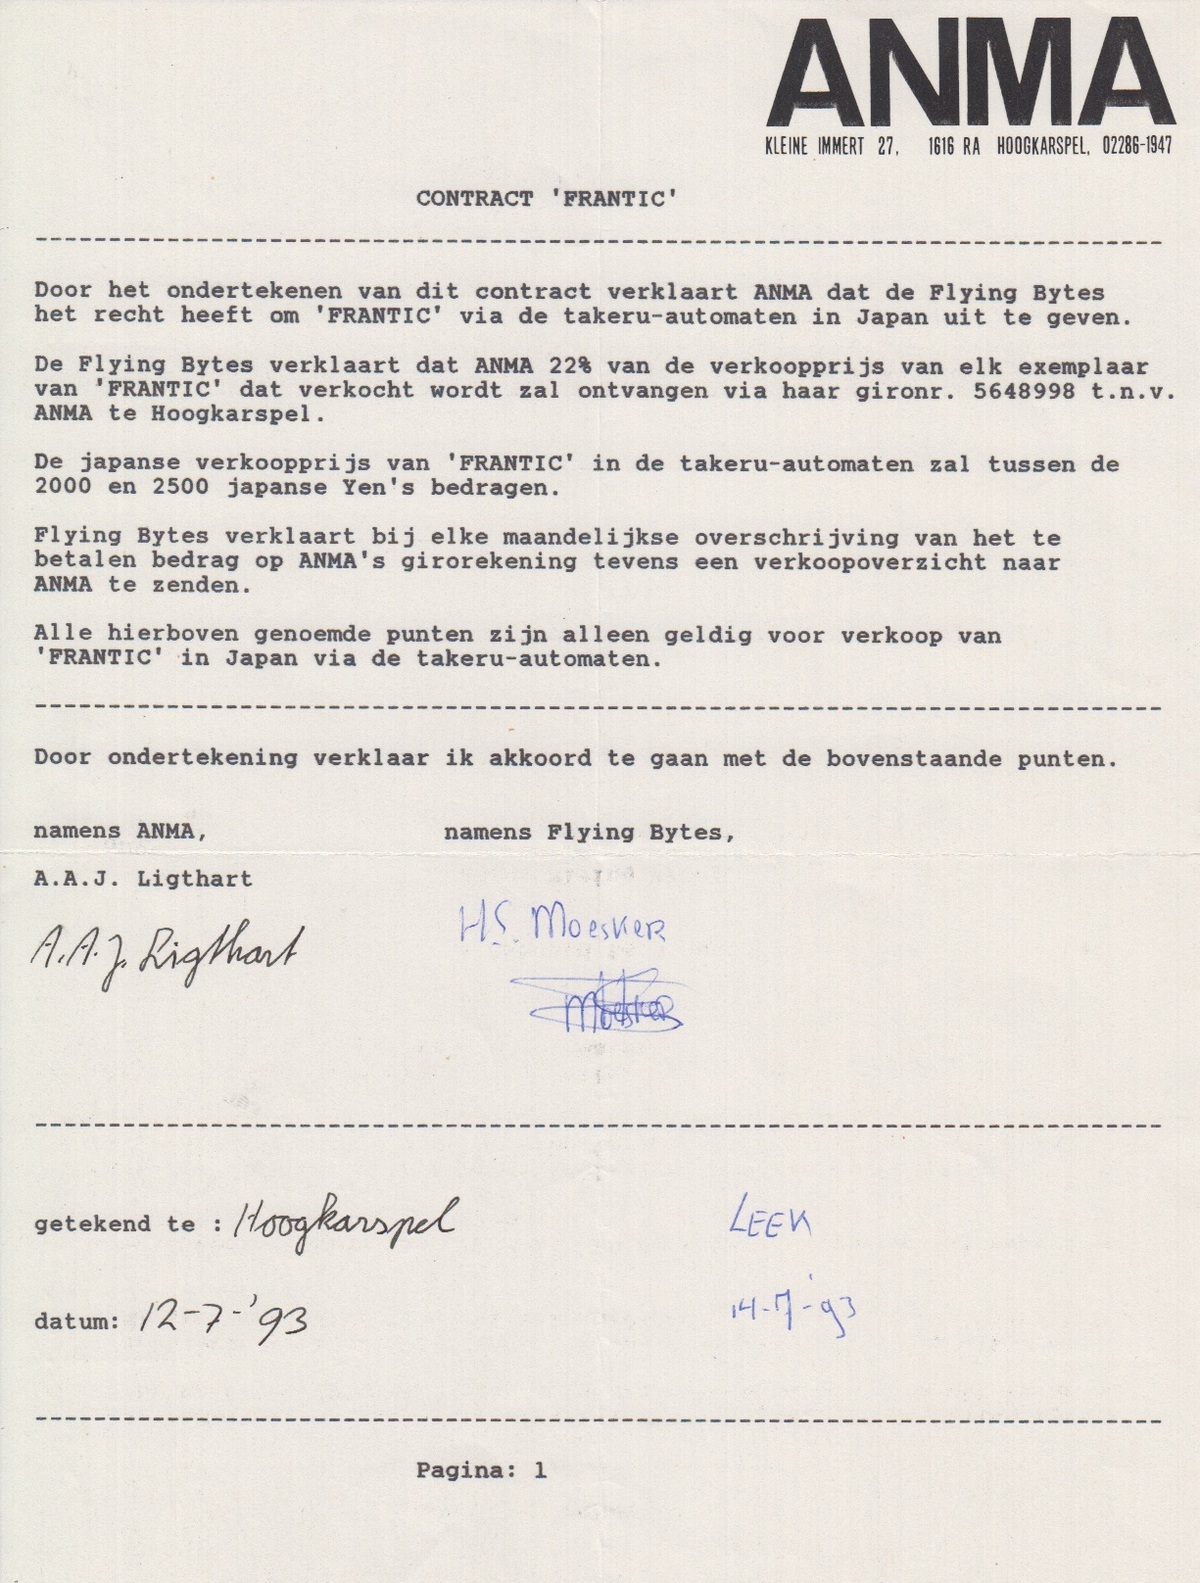 ANMA
KLEINE IMMERT 27, 1616 RA HOOGKARSPEL, 02286-1947
CONTRACT 'FRANTIC'
--------------------------------------------------------------------------------
Door het ondertekenen van dit contract verklaart ANMA dat de Flying Bytes
het recht heeft om 'FRANTIC' via de takeru-automaten in Japan uit te geven.
De Flying Bytes verklaart dat ANMA 22% van de verkoopprijs van elk exemplaar
van 'FRANTIC' dat verkocht wordt zal ontvangen via haar gironr. 5648998 t.n.v.
ANMA te Hoogkarspel.
De japanse verkoopprijs van 'FRANTIC' in de takeru-automaten zal tussen de
2000 en 2500 japanse Yen's bedragen.
Flying Bytes verklaart bij elke maandelijkse overschrijving van het te
betalen bedrag op ANMA's girorekening tevens een verkoopoverzicht naar
ANMA te zenden.
Alle hierboven genoemde punten zijn alleen geldig voor verkoop van
'FRANTIC' in Japan via de takeru-automaten.
--------------------------------------------------------------------------------
Door ondertekening verklaar ik akkoord te gaan met de bovenstaande punten.
namens ANMA, namens Flying Bytes,
A.A.J. Ligthart
A.A.J. Ligthart H.S. Moesker
Moesker
--------------------------------------------------------------------------------
getekend te : Hoogkarspel LEEK
datum: 12-7-'93 14-7-'93
--------------------------------------------------------------------------------
Pagina: 1